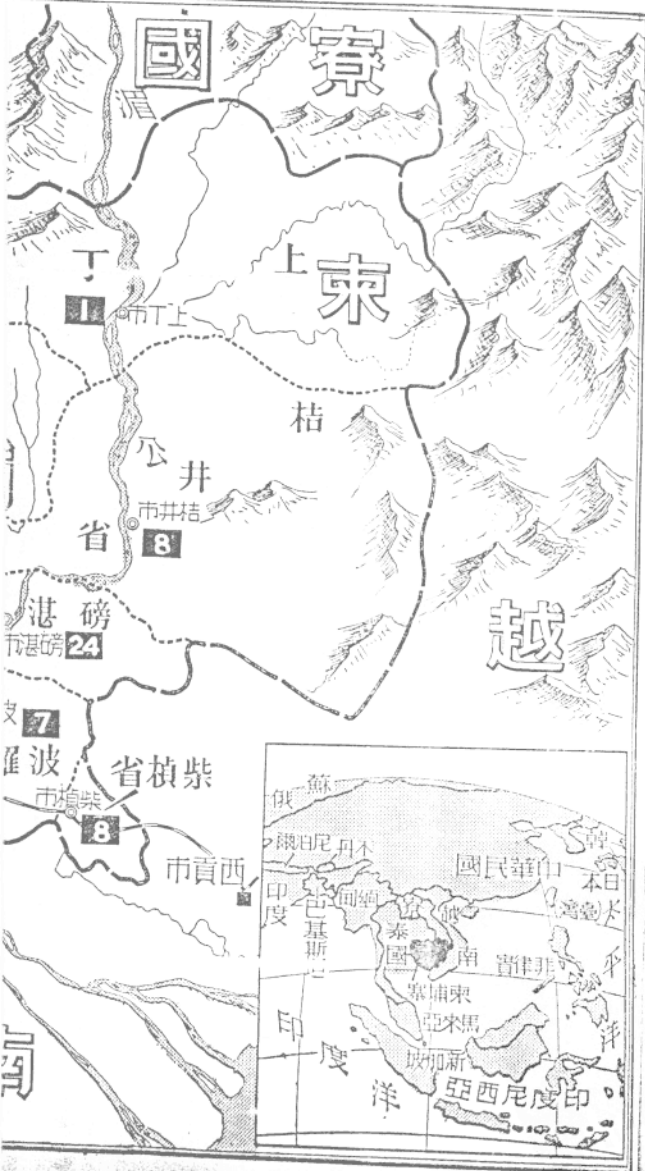 國
寮
湄
丁
上
柬
1
市丁上
桔
公
井
市井桔
8
省
湛
磅
市湛磅
24
越
7
羅
波
省楨柴
市楨柴
8
市貢西
南
俄
蘇
韓
爾泊尼
丹不
國民華中
本日
印度
巴基斯
甸緬
寮
越
南
泰國
(臺灣)
太
平
洋
賓律菲
寨埔柬
亞來馬
坡加新
印
度
洋
亞西尼度印